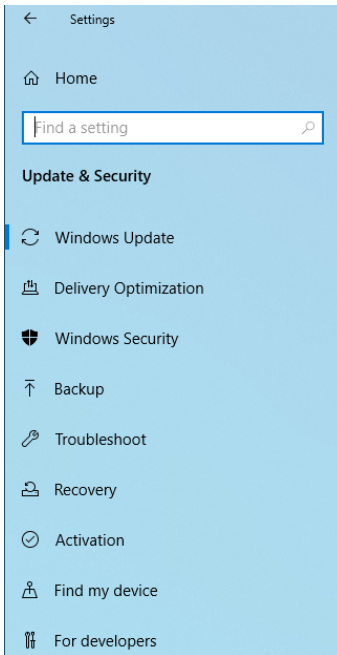 Settings
Home
Find a setting
Update & Security
Windows Update
Delivery Optimization
Windows Security
Backup
Troubleshoot
Recovery
Activation
Find my device
For developers